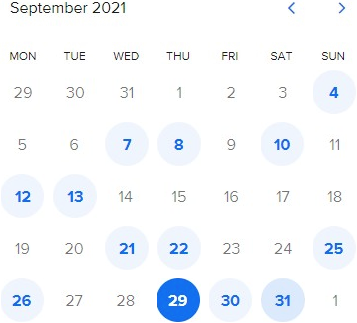 September 2021
MON TUE WED THU FRI SAT SUN
29 30 31 1 2 3 4
5 6 7 8 9 10 11
12 13 14 15 16 17 18
19 20 21 22 23 24 25
26 27 28 29 30 31 1